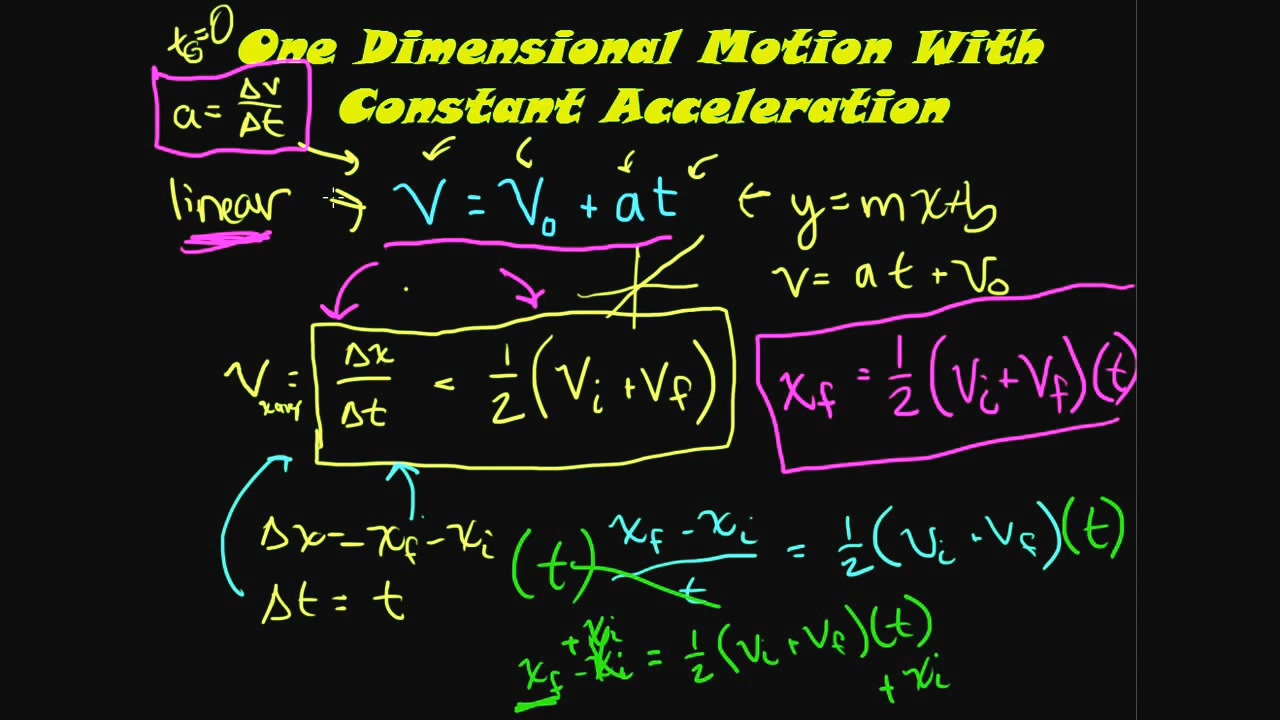 t₀=0
One Dimensional Motion With
Constant Acceleration
a = Δv/Δt
linear → V = V₀ + at ← y = mx+b
v = at + V₀
V_xavg = Δx/Δt = 1/2 (Vi + Vf)
xf = 1/2 (Vi + Vf)(t)
Δx = xf - xi
(t) (xf - xi)/t = 1/2 (Vi + Vf)(t)
Δt = t
+ xi
xf - xi = 1/2 (Vi + Vf)(t)
+ xi